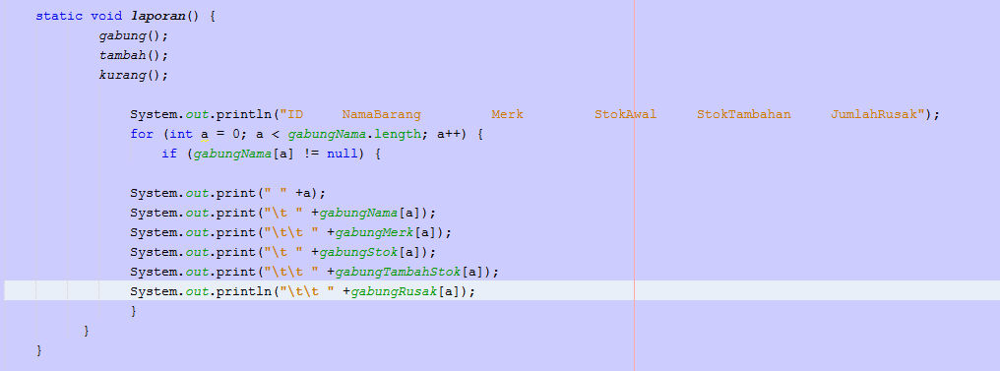 static void laporan() {
gabung();
tambah();
kurang();
System.out.println("ID     NamaBarang         Merk         StokAwal     StokTambahan     JumlahRusak");
for (int a = 0; a < gabungNama.length; a++) {
if (gabungNama[a] != null) {
System.out.print(" " +a);
System.out.print("\t " +gabungNama[a]);
System.out.print("\t\t " +gabungMerk[a]);
System.out.print("\t " +gabungStok[a]);
System.out.print("\t\t " +gabungTambahStok[a]);
System.out.println("\t\t " +gabungRusak[a]);
}
}
}